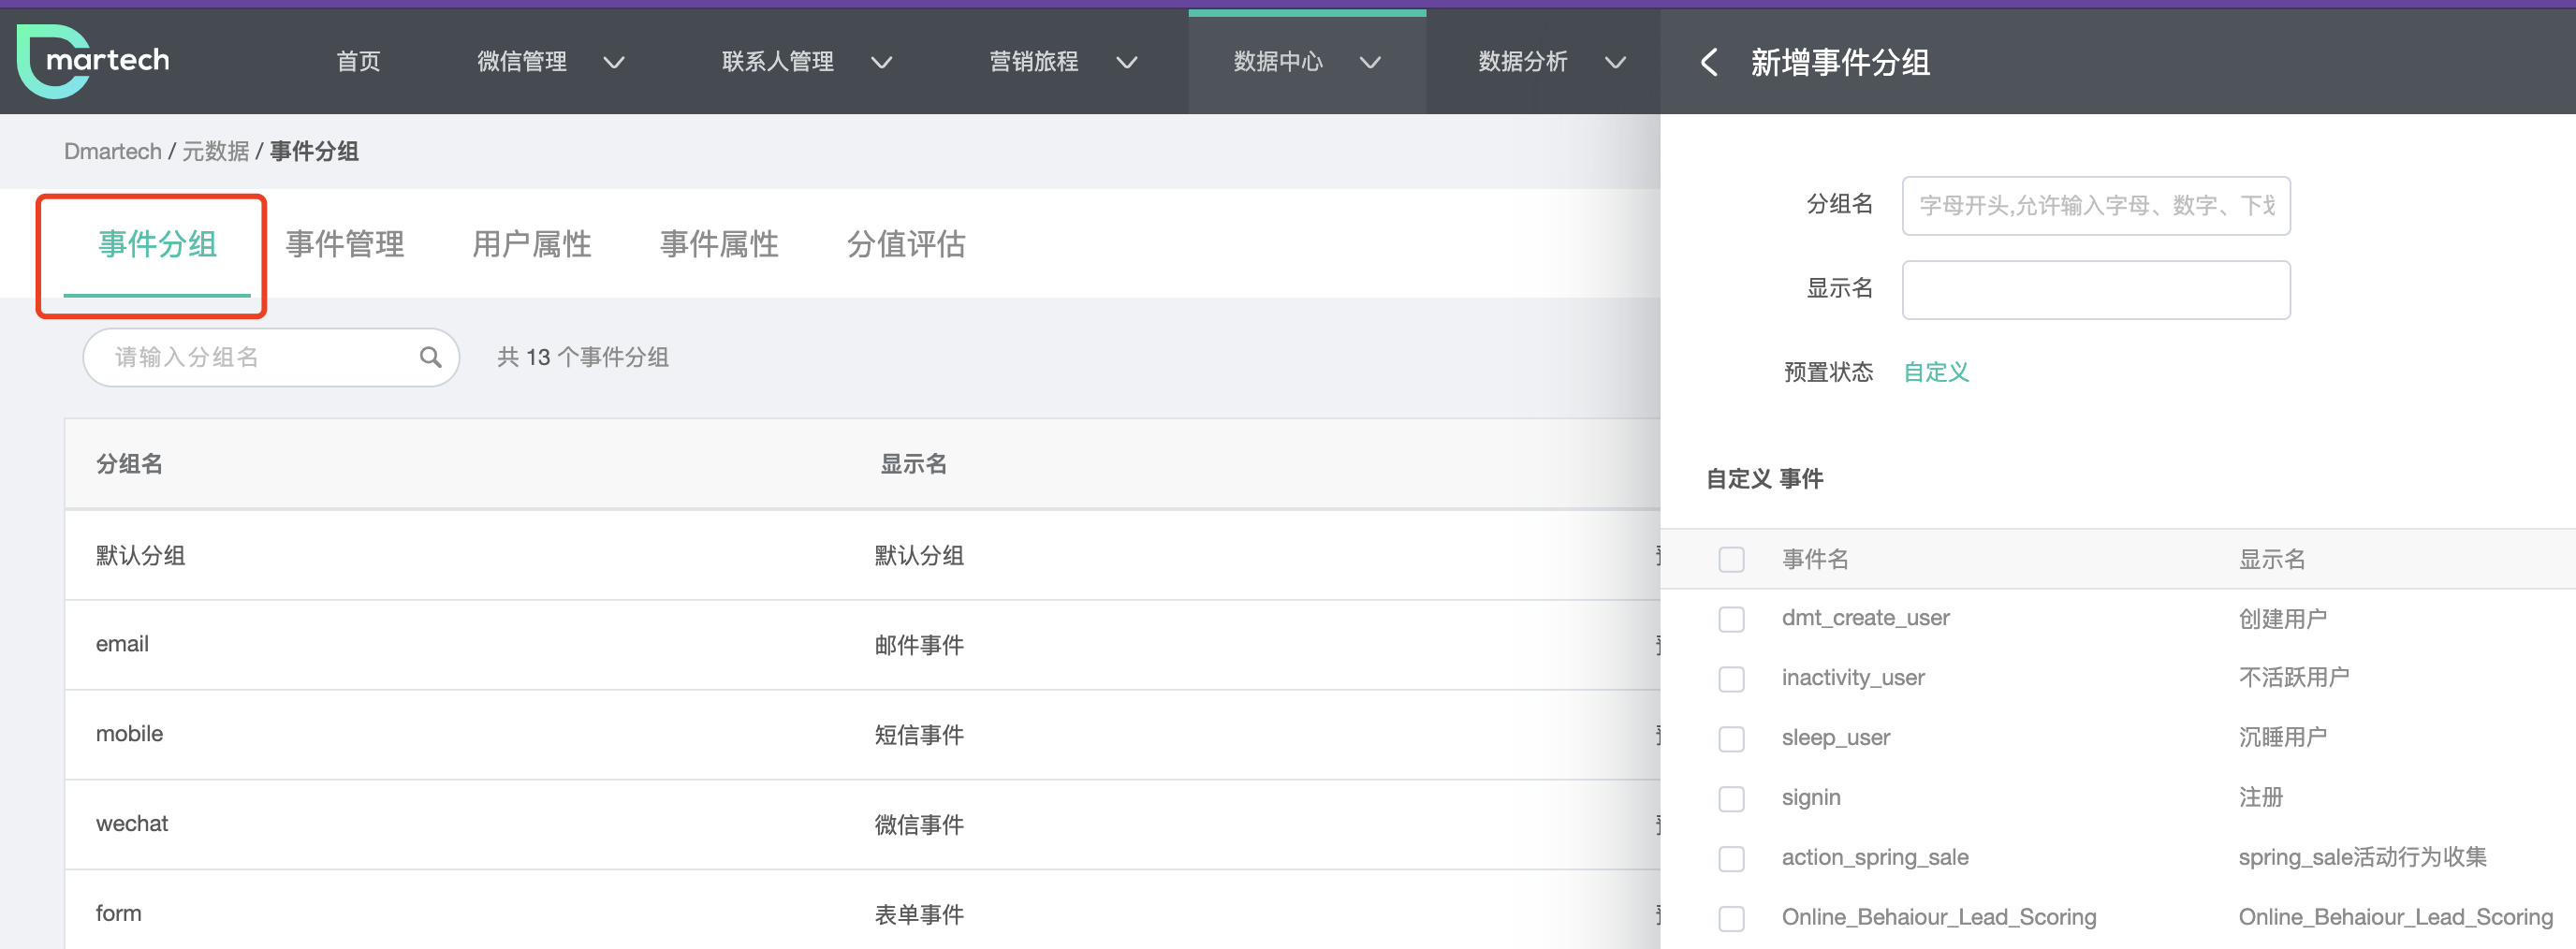 martech 首页 微信管理 联系人管理 营销旅程 数据中心 数据分析
Dmartech / 元数据 / 事件分组
事件分组 事件管理 用户属性 事件属性 分值评估
请输入分组名 共 13 个事件分组
分组名 显示名
默认分组 默认分组
email 邮件事件
mobile 短信事件
wechat 微信事件
form 表单事件
新增事件分组
分组名 字母开头,允许输入字母、数字、下划
显示名
预置状态 自定义
自定义 事件
事件名 显示名
dmt_create_user 创建用户
inactivity_user 不活跃用户
sleep_user 沉睡用户
signin 注册
action_spring_sale spring_sale活动行为收集
Online_Behaiour_Lead_Scoring Online_Behaiour_Lead_Scoring